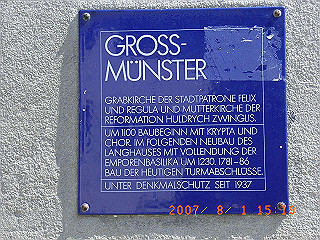 GROSS-
MÜNSTER
GRABKIRCHE DER STADTPATRONE FELIX
UND REGULA UND MUTTERKIRCHE DER
REFORMATION HULDRYCH ZWINGLIS.
UM 1100 BAUBEGINN MIT KRYPTA UND
CHOR. IM FOLGENDEN NEUBAU DES
LANGHAUSES MIT VOLLENDUNG DER
EMPORENBASILIKA UM 1230. 1781-86
BAU DER HEUTIGEN TURMABSCHLÜSSE.
UNTER DENKMALSCHUTZ SEIT 1937
2007/ 8/ 1 15: